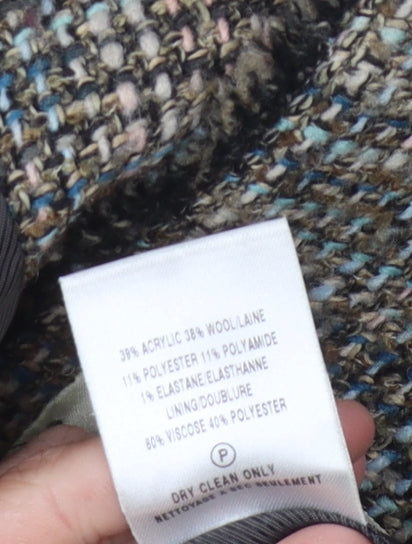 39% ACRYLIC 38% WOOL/LAINE
11% POLYESTER 11% POLYAMIDE
1% ELASTANE/ELASTHANNE
LINING/DOUBLURE
60% VISCOSE 40% POLYESTER
P
DRY CLEAN ONLY
NETTOYAGE A SEC SEULEMENT